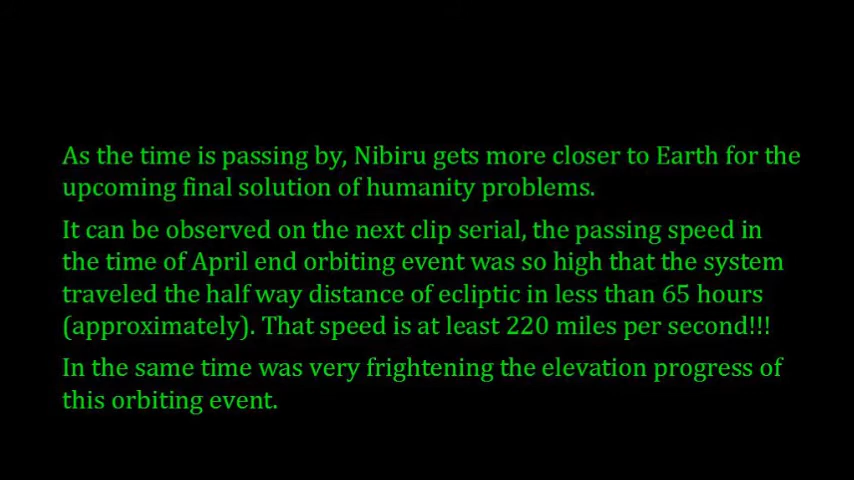 As the time is passing by, Nibiru gets more closer to Earth for the
upcoming final solution of humanity problems.
It can be observed on the next clip serial, the passing speed in
the time of April end orbiting event was so high that the system
traveled the half way distance of ecliptic in less than 65 hours
(approximately). That speed is at least 220 miles per second!!!
In the same time was very frightening the elevation progress of
this orbiting event.